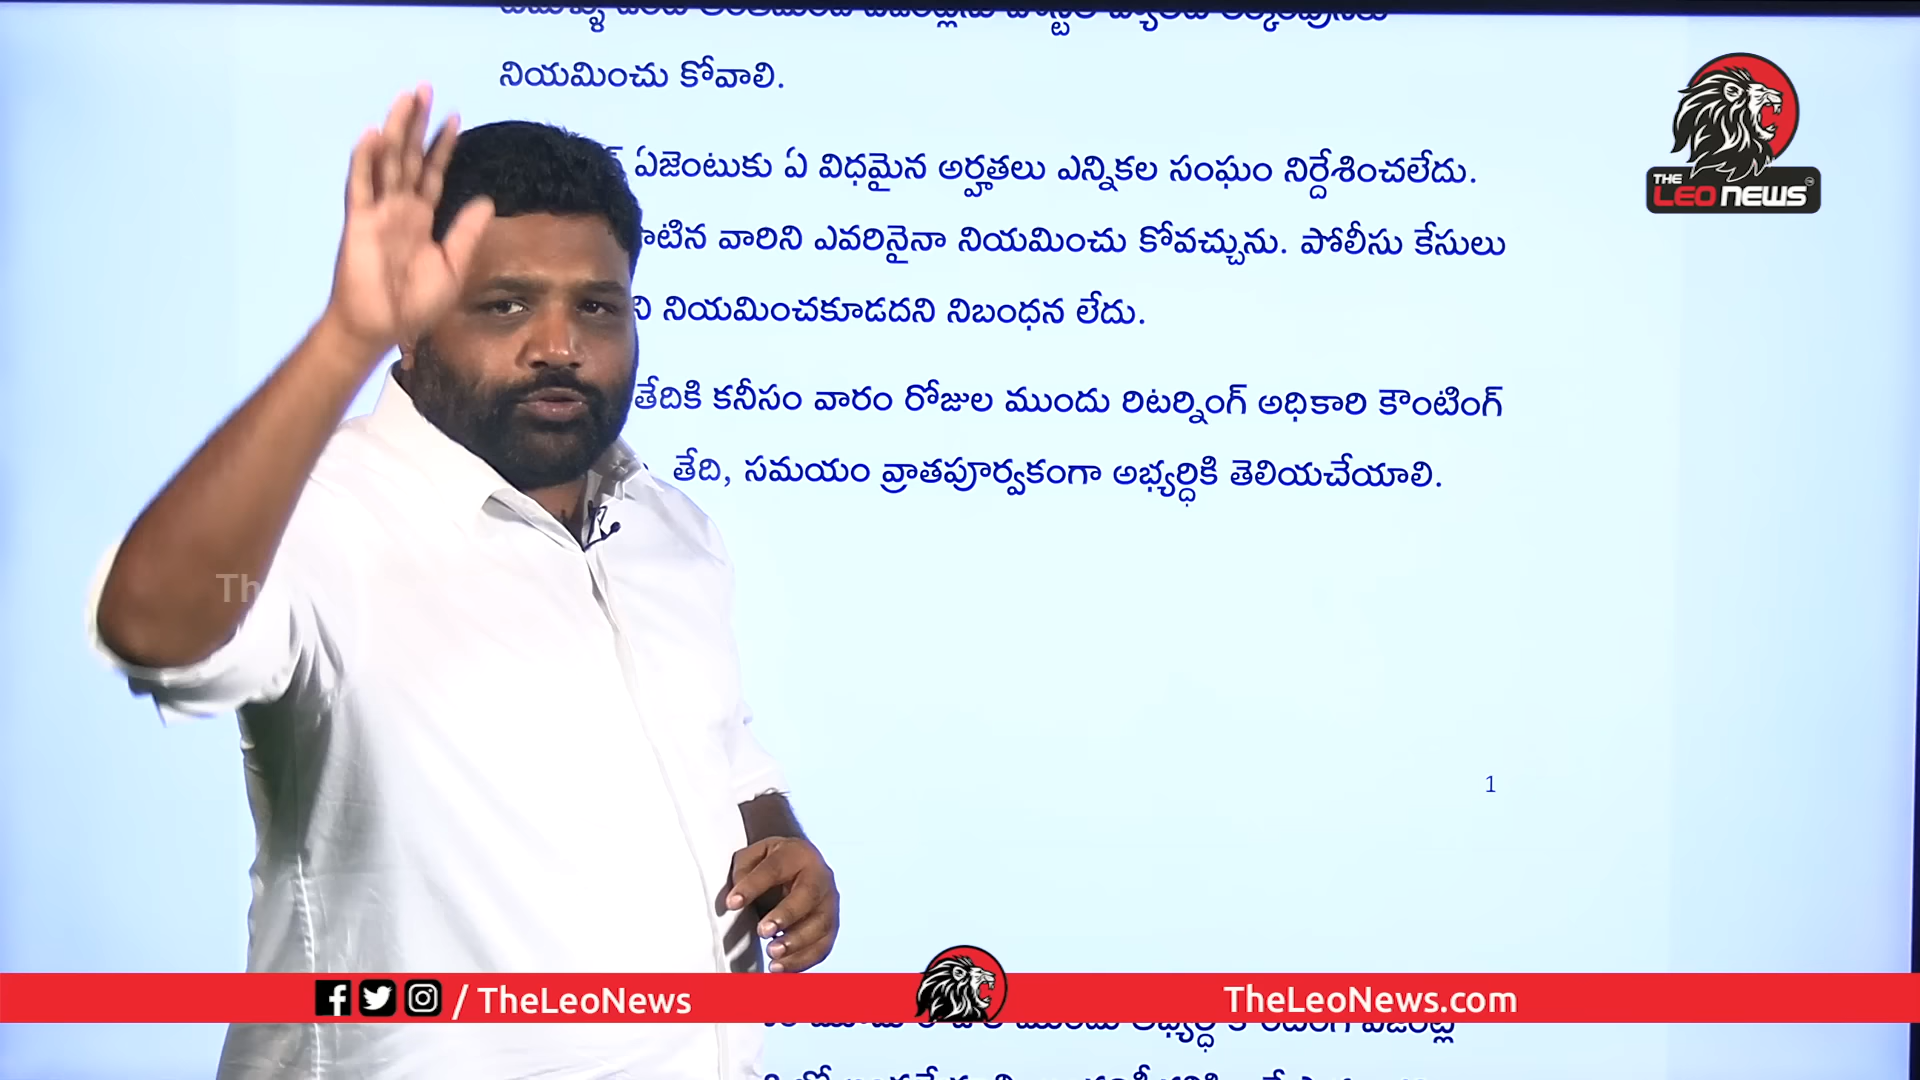 నియమించు కోవాలి.
ఏజెంటుకు ఏ విధమైన అర్హతలు ఎన్నికల సంఘం నిర్దేశించలేదు.
వారిని ఎవరినైనా నియమించు కోవచ్చును. పోలీసు కేసులు
నియమించకూడదని నిబంధన లేదు.
తేదికి కనీసం వారం రోజుల ముందు రిటర్నింగ్ అధికారి కౌంటింగ్
తేది, సమయం వ్రాతపూర్వకంగా అభ్యర్ధికి తెలియచేయాలి.
1
THE
LEO NEWS
/ TheLeoNews
TheLeoNews.com